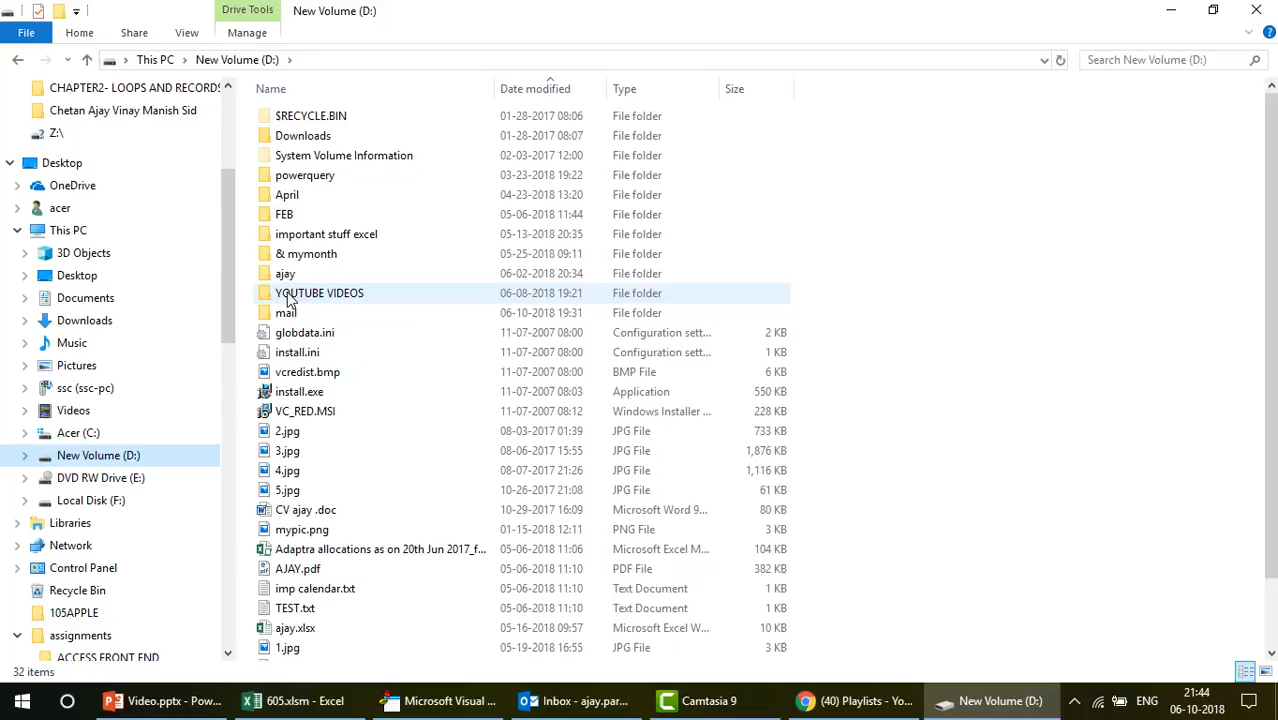 Drive Tools New Volume (D:)
File Home Share View Manage
This PC New Volume (D:) Search New Volume (D:)
CHAPTER2- LOOPS AND RECORDS
Chetan Ajay Vinay Manish Sid
Z:\
Desktop
OneDrive
acer
This PC
3D Objects
Desktop
Documents
Downloads
Music
Pictures
ssc (ssc-pc)
Videos
Acer (C:)
New Volume (D:)
DVD RW Drive (E:)
Local Disk (F:)
Libraries
Network
Control Panel
Recycle Bin
105APPLE
assignments
ACCESS FRONT END
Name Date modified Type Size
$RECYCLE.BIN 01-28-2017 08:06 File folder
Downloads 01-28-2017 08:07 File folder
System Volume Information 02-03-2017 12:00 File folder
powerquery 03-23-2018 19:22 File folder
April 04-23-2018 13:20 File folder
FEB 05-06-2018 11:44 File folder
important stuff excel 05-13-2018 20:35 File folder
& mymonth 05-25-2018 09:11 File folder
ajay 06-02-2018 20:34 File folder
YOUTUBE VIDEOS 06-08-2018 19:21 File folder
mail 06-10-2018 19:31 File folder
globdata.ini 11-07-2007 08:00 Configuration sett... 2 KB
install.ini 11-07-2007 08:00 Configuration sett... 1 KB
vcredist.bmp 11-07-2007 08:00 BMP File 6 KB
install.exe 11-07-2007 08:03 Application 550 KB
VC_RED.MSI 11-07-2007 08:12 Windows Installer ... 228 KB
2.jpg 08-06-2017 14:18 JPG File 733 KB
3.jpg 08-06-2017 15:55 JPG File 1,876 KB
4.jpg 08-07-2017 21:26 JPG File 1,116 KB
5.jpg 10-26-2017 21:08 JPG File 61 KB
CV ajay .doc 10-29-2017 16:09 Microsoft Word 9... 80 KB
mypic.png 01-15-2018 12:11 PNG File 3 KB
Adaptra allocations as on 20th Jun 2017_f... 05-06-2018 11:06 Microsoft Excel M... 104 KB
AJAY.pdf 05-06-2018 11:10 PDF File 382 KB
imp calendar.txt 05-06-2018 11:10 Text Document 1 KB
TEST.txt 05-06-2018 11:10 Text Document 1 KB
ajay.xlsx 05-16-2018 09:57 Microsoft Excel W... 10 KB
1.jpg 05-19-2018 16:55 JPG File 3 KB
32 items
Video.pptx - Pow... 605.xlsm - Excel Microsoft Visual ... Inbox - ajay.par... Camtasia 9 (40) Playlists - Yo... New Volume (D:) ENG 21:44
06-10-2018